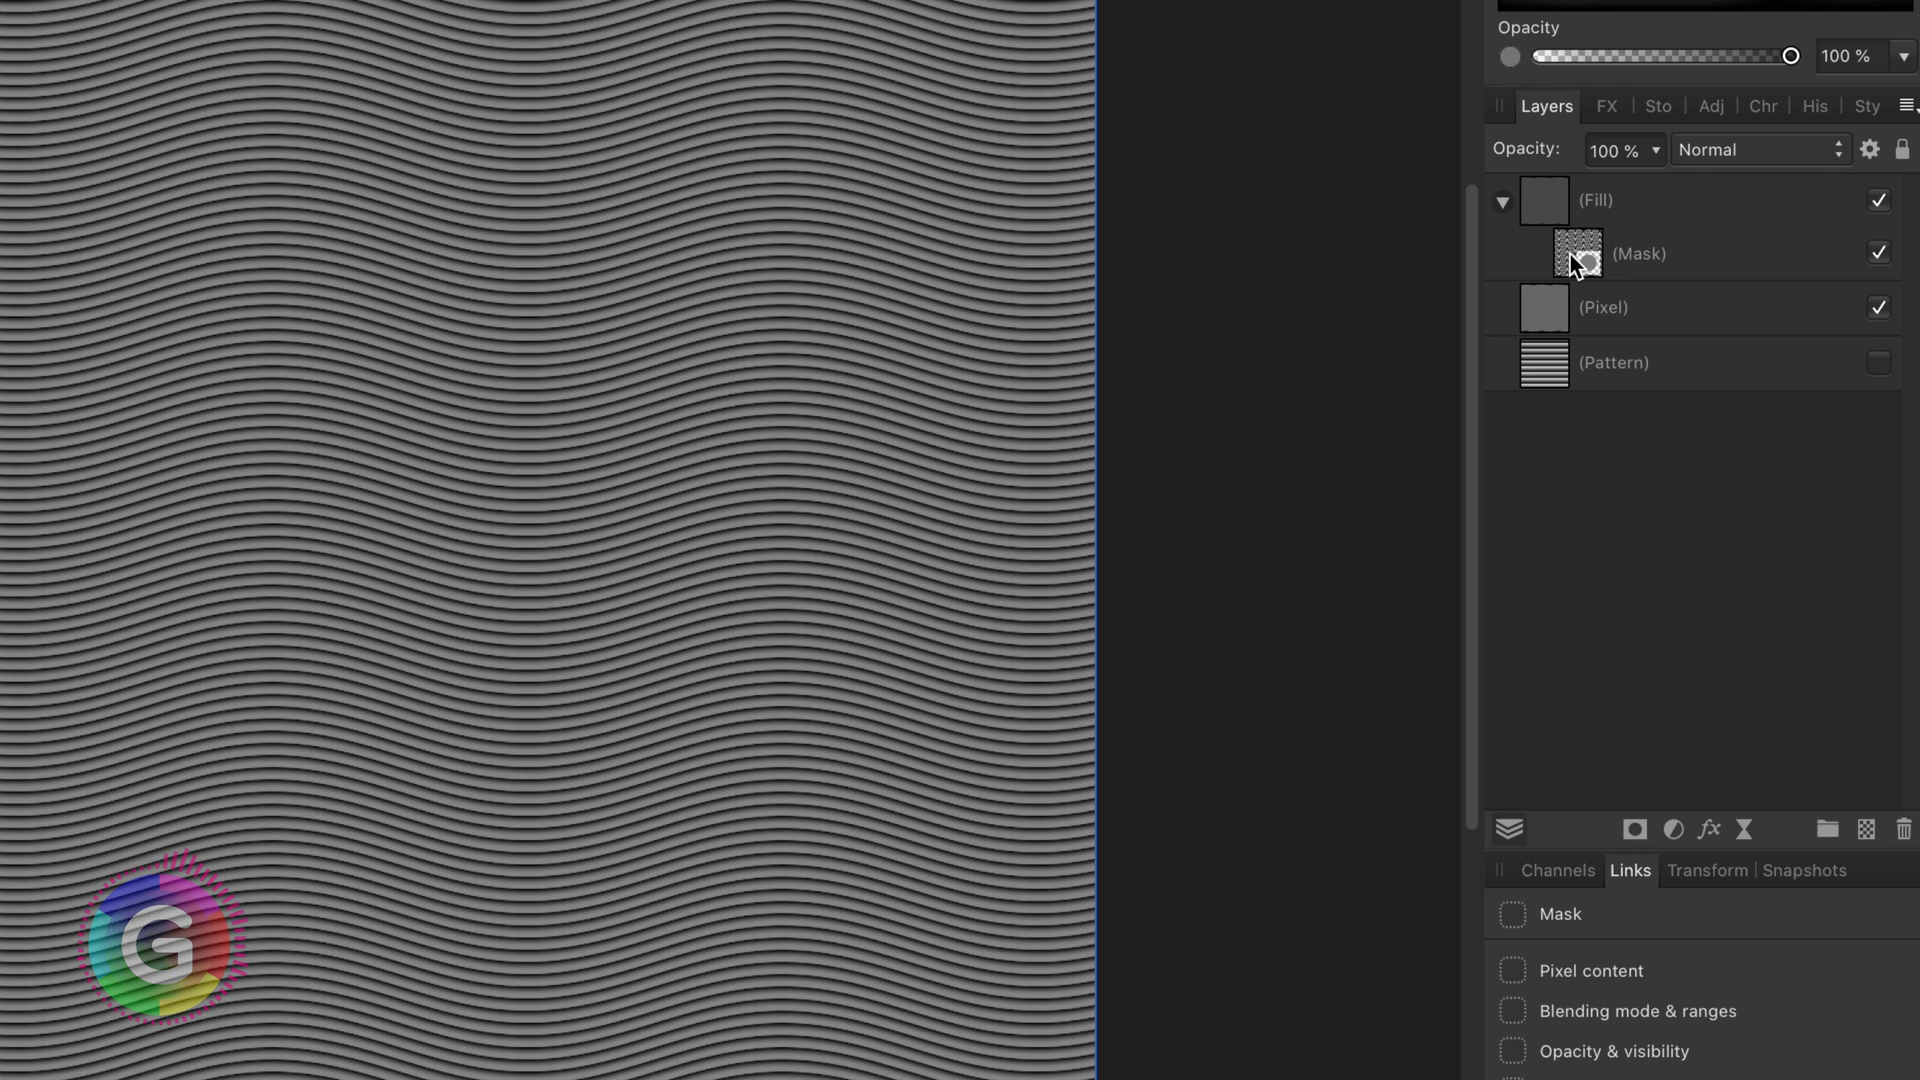 Opacity
100 %
Layers FX Sto Adj Chr His Sty
Opacity: 100 % Normal
(Fill)
(Mask)
(Pixel)
(Pattern)
fx
Channels Links Transform Snapshots
Mask
Pixel content
Blending mode & ranges
Opacity & visibility
G